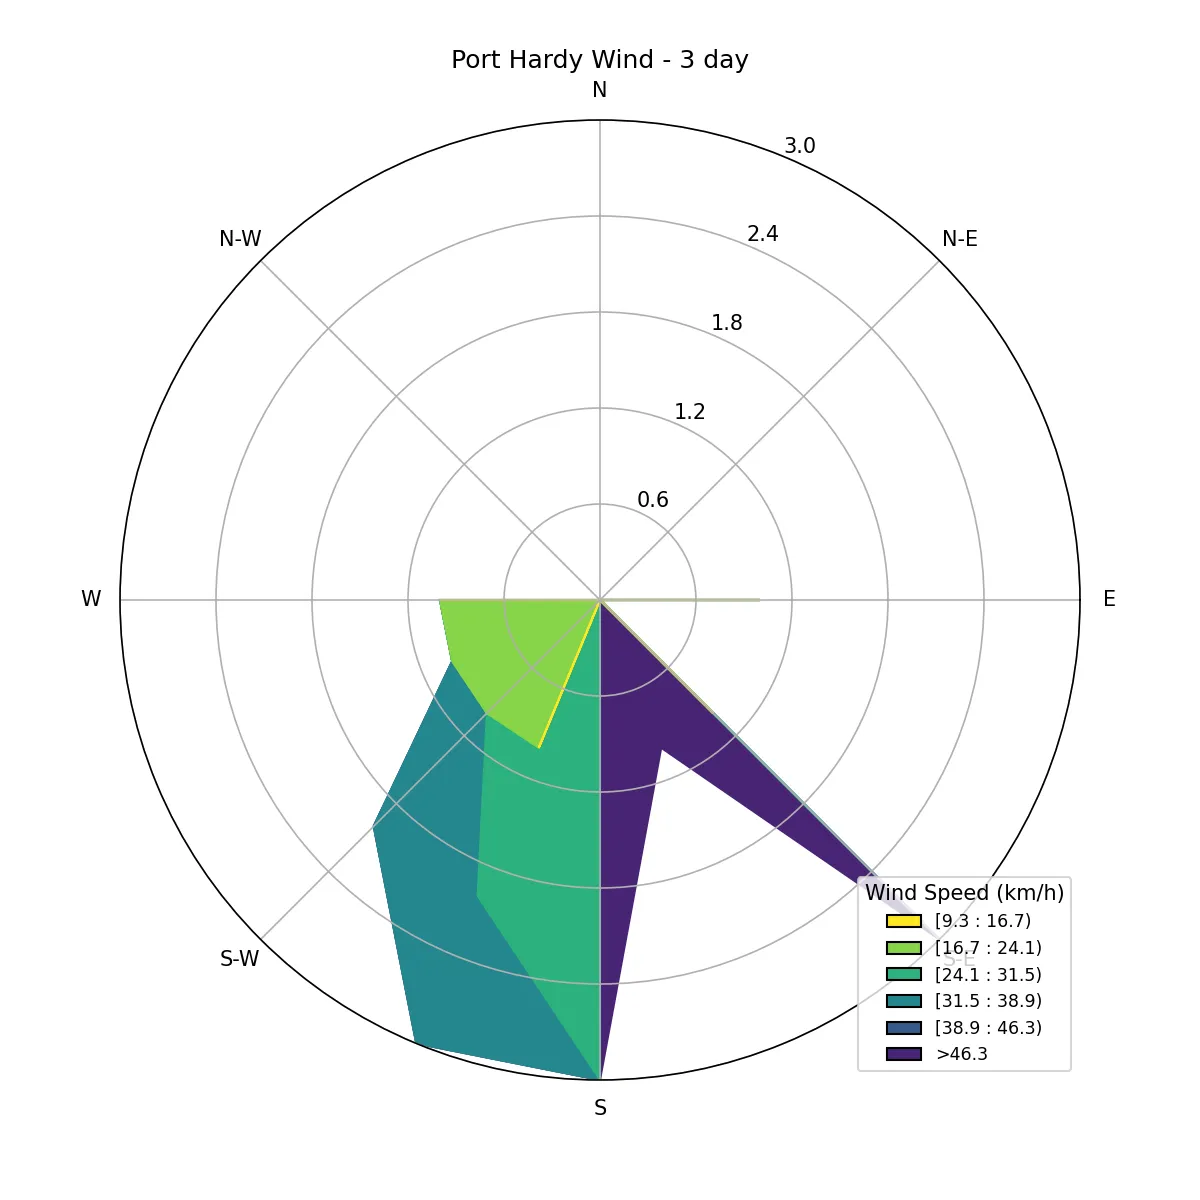 Port Hardy Wind - 3 day
N
3.0
N-W
N-E
2.4
1.8
1.2
0.6
W
E
Wind Speed (km/h)
[9.3 : 16.7)
[16.7 : 24.1)
S-W
S-E
[24.1 : 31.5)
[31.5 : 38.9)
[38.9 : 46.3)
>46.3
S